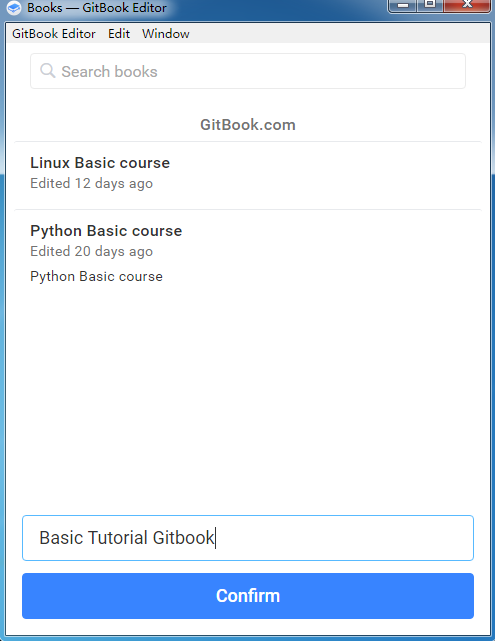 Books — GitBook Editor
GitBook Editor Edit Window
Search books
GitBook.com
Linux Basic course
Edited 12 days ago
Python Basic course
Edited 20 days ago
Python Basic course
Basic Tutorial Gitbook
Confirm